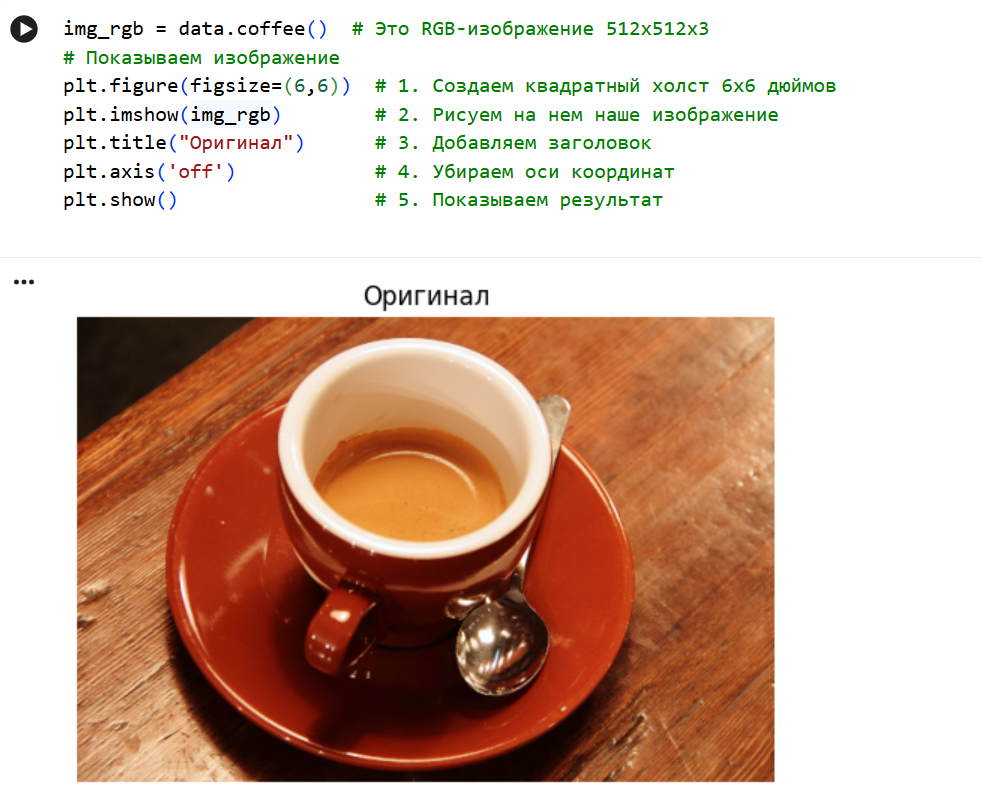 img_rgb = data.coffee()  # Это RGB-изображение 512x512x3
# Показываем изображение
plt.figure(figsize=(6,6))  # 1. Создаем квадратный холст 6x6 дюймов
plt.imshow(img_rgb)        # 2. Рисуем на нем наше изображение
plt.title("Оригинал")      # 3. Добавляем заголовок
plt.axis('off')            # 4. Убираем оси координат
plt.show()                 # 5. Показываем результат
Оригинал